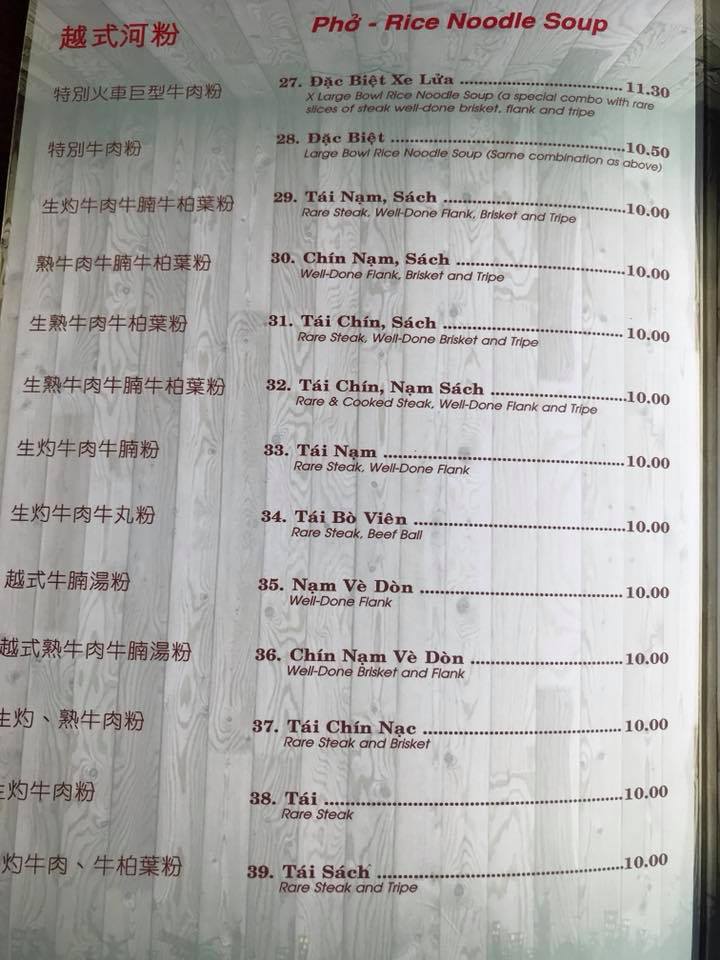 越式河粉 Phở - Rice Noodle Soup
特別火車巨型牛肉粉 27. Đặc Biệt Xe Lửa 11.30
X Large Bowl Rice Noodle Soup (a special combo with rare
slices of steak well-done brisket, flank and tripe
特別牛肉粉 28. Đặc Biệt 10.50
Large Bowl Rice Noodle Soup (Same combination as above)
生灼牛肉牛腩牛柏葉粉 29. Tái Nạm, Sách 10.00
Rare Steak, Well-Done Flank, Brisket and Tripe
熟牛肉牛腩牛柏葉粉 30. Chín Nạm, Sách 10.00
Well-Done Flank, Brisket and Tripe
生熟牛肉牛柏葉粉 31. Tái Chín, Sách 10.00
Rare Steak, Well-Done Brisket and Tripe
生熟牛肉牛腩牛柏葉粉 32. Tái Chín, Nạm Sách 10.00
Rare & Cooked Steak, Well-Done Flank and Tripe
生灼牛肉牛腩粉 33. Tái Nạm 10.00
Rare Steak, Well-Done Flank
生灼牛肉牛丸粉 34. Tái Bò Viên 10.00
Rare Steak, Beef Ball
越式牛腩湯粉 35. Nạm Vè Dòn 10.00
Well-Done Flank
越式熟牛肉牛腩湯粉 36. Chín Nạm Vè Dòn 10.00
Well-Done Brisket and Flank
生灼、熟牛肉粉 37. Tái Chín Nạc 10.00
Rare Steak and Brisket
生灼牛肉粉 38. Tái 10.00
Rare Steak
灼牛肉、牛柏葉粉 39. Tái Sách 10.00
Rare Steak and Tripe